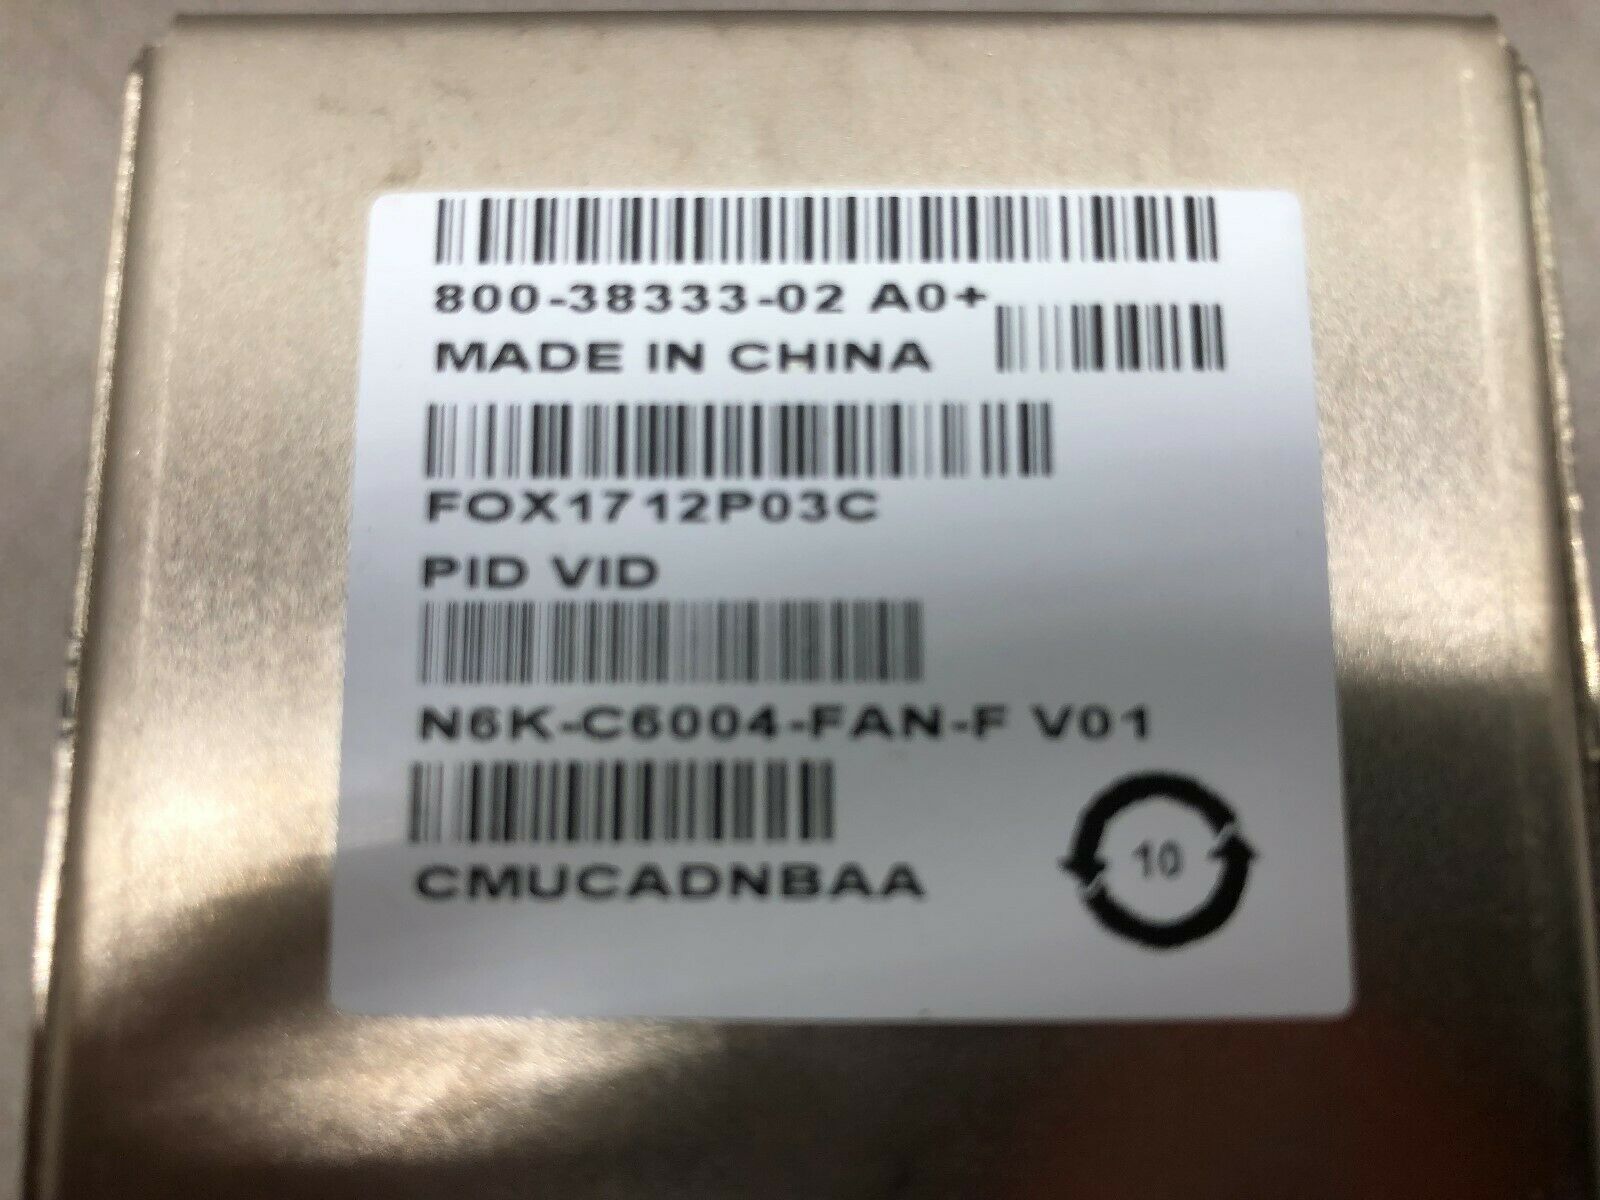 800-38333-02 A0+
MADE IN CHINA
FOX1712P03C
PID VID
N6K-C6004-FAN-F V01
CMUCADNBAA
10